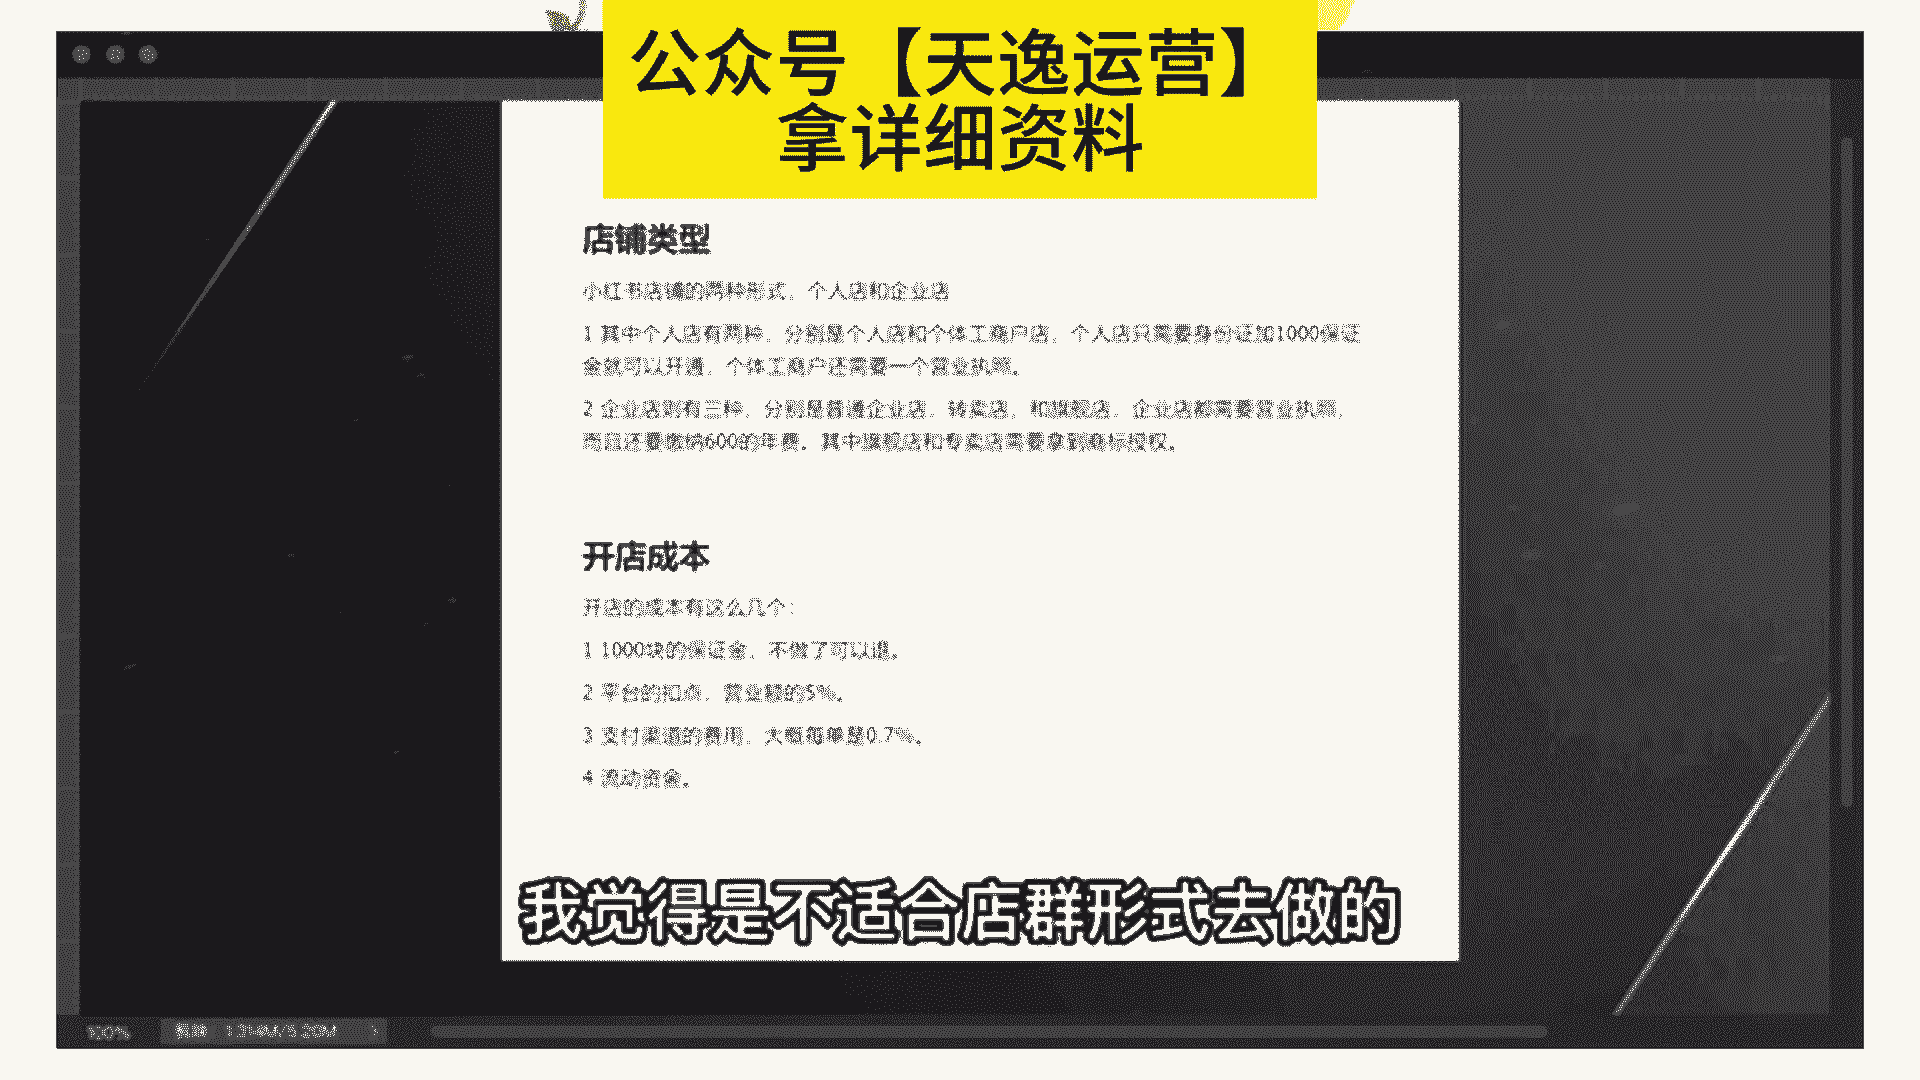 公众号【天逸运营】
拿详细资料
店铺类型
小红书店铺的两种形式，个人店和企业店
1 其中个人店有两种，分别是个人店和个体工商户店，个人店只需要身份证加1000保证
金就可以开通，个体工商户还需要一个营业执照。
2 企业店则有三种，分别是普通企业店，转卖店，和旗舰店，企业店都需要营业执照，
而且还要缴纳600的年费。其中旗舰店和专卖店需要拿到商标授权。
开店成本
开店的成本有这么几个：
1 1000块的保证金，不做了可以退。
2 平台的扣点，营业额的5%。
3 支付渠道的费用，大概每单是0.7%。
4 流动资金。
我觉得是不适合店群形式去做的
100%